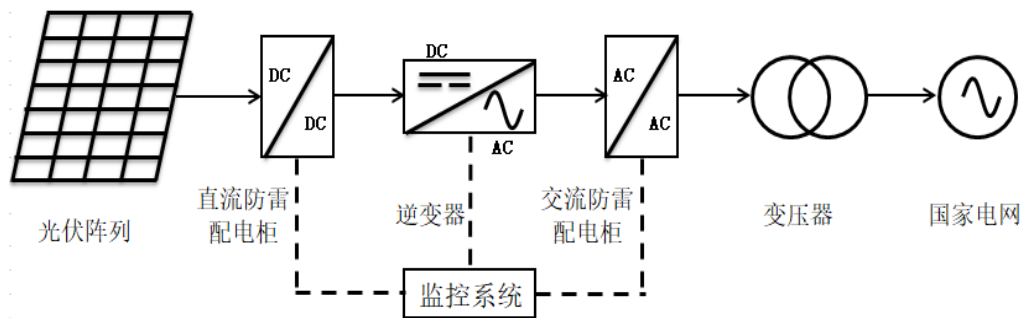 DC
DC
DC
AC
AC
AC
光伏阵列
直流防雷
配电柜
逆变器
交流防雷
配电柜
变压器
国家电网
监控系统